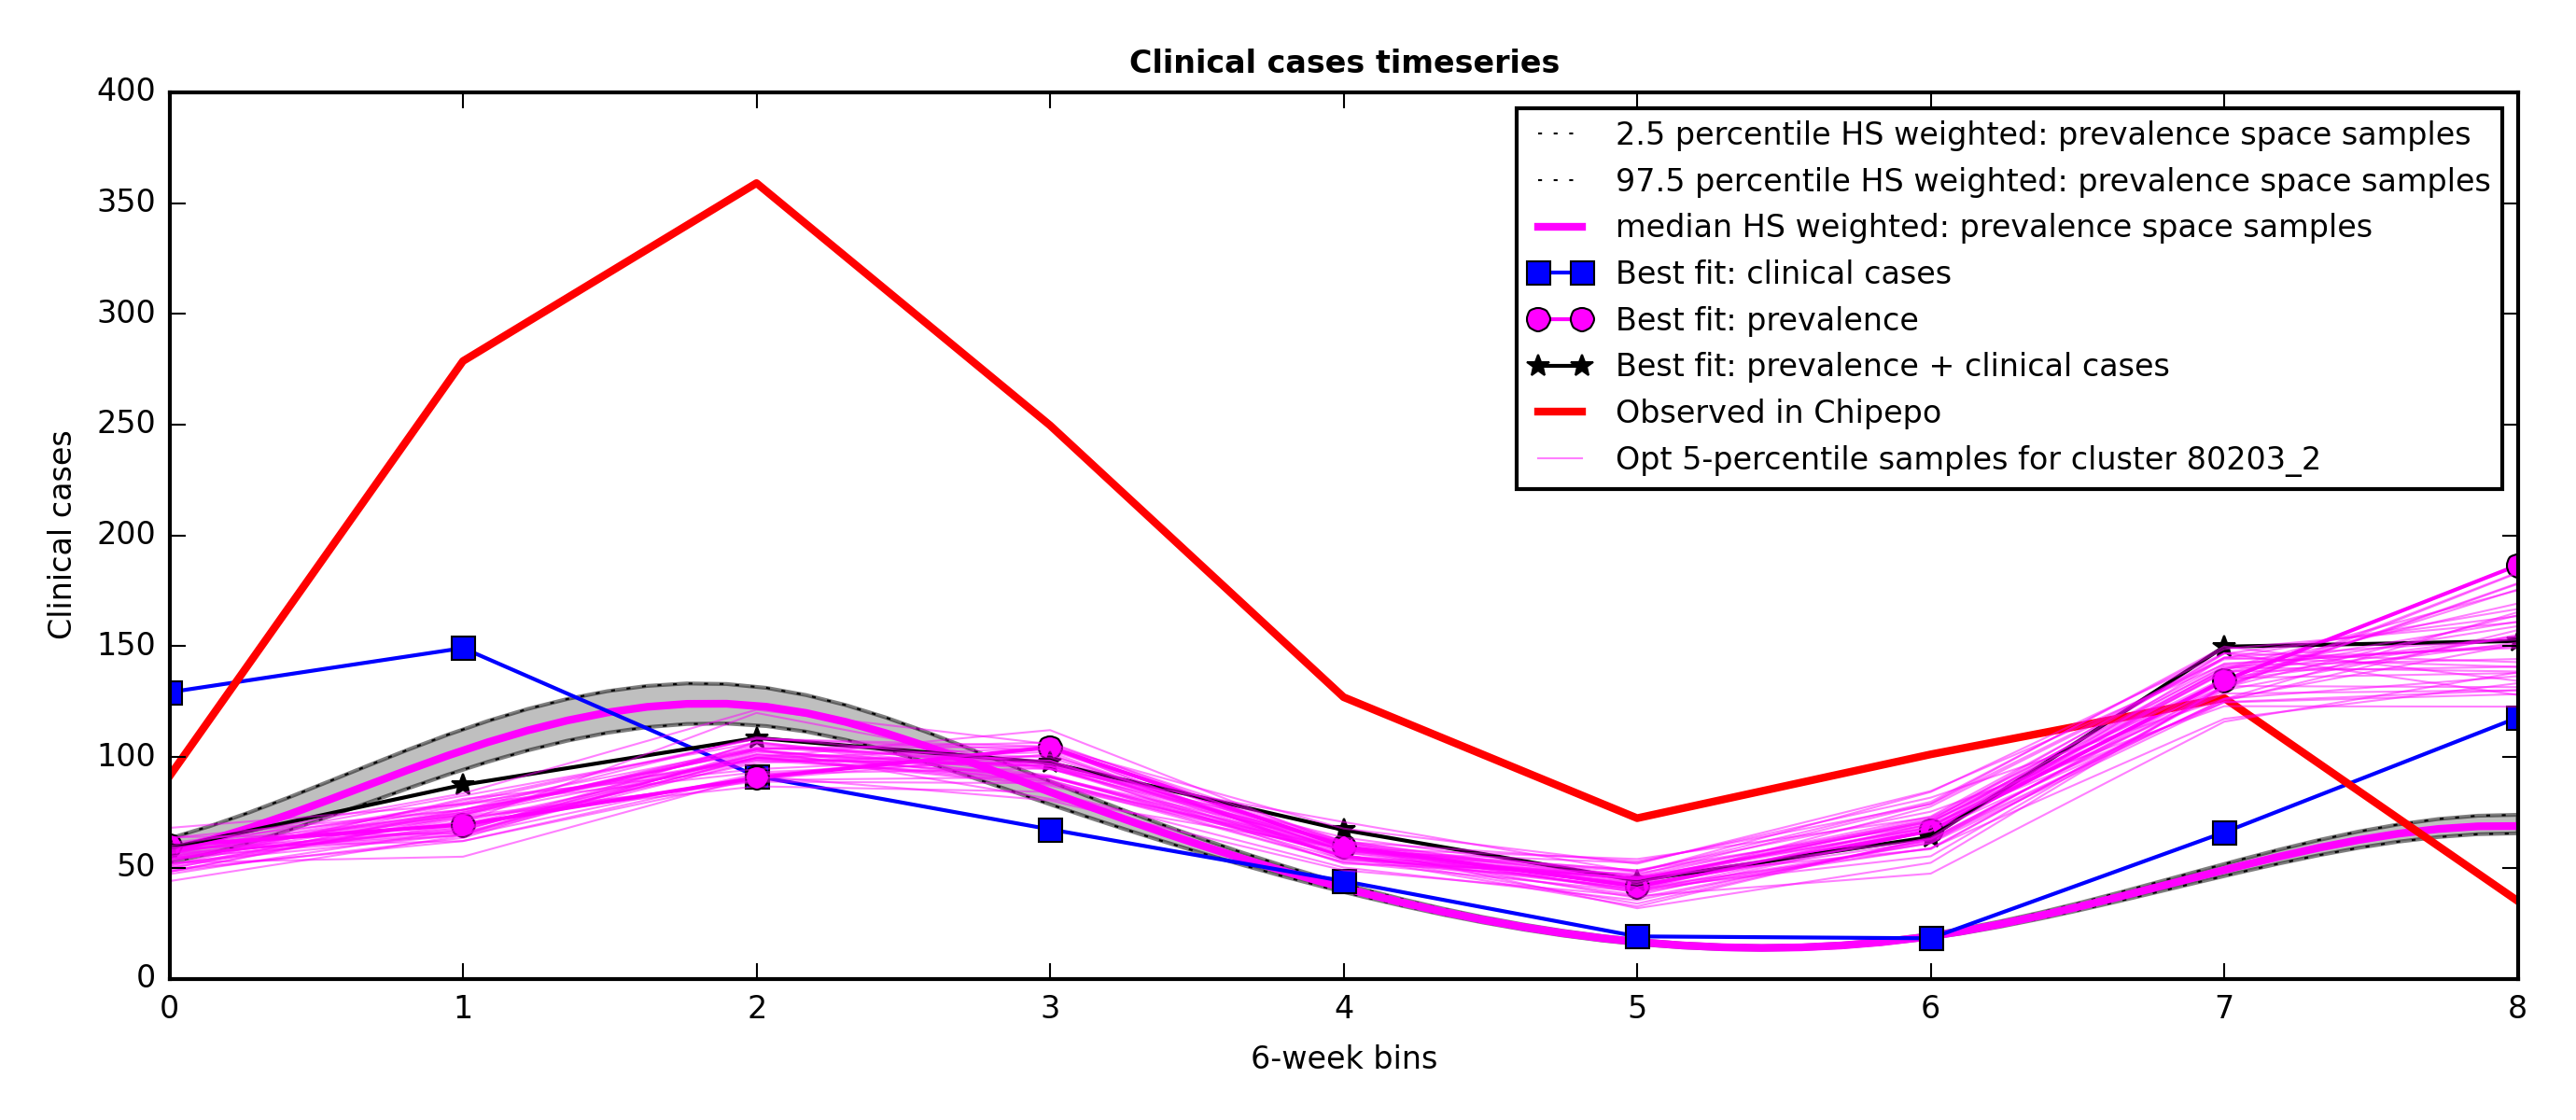 Clinical cases timeseries
400
350
300
250
200
150
100
50
0
Clinical cases
2.5 percentile HS weighted: prevalence space samples
97.5 percentile HS weighted: prevalence space samples
median HS weighted: prevalence space samples
Best fit: clinical cases
Best fit: prevalence
Best fit: prevalence + clinical cases
Observed in Chipepo
Opt 5-percentile samples for cluster 80203_2
0 1 2 3 4 5 6 7 8
6-week bins